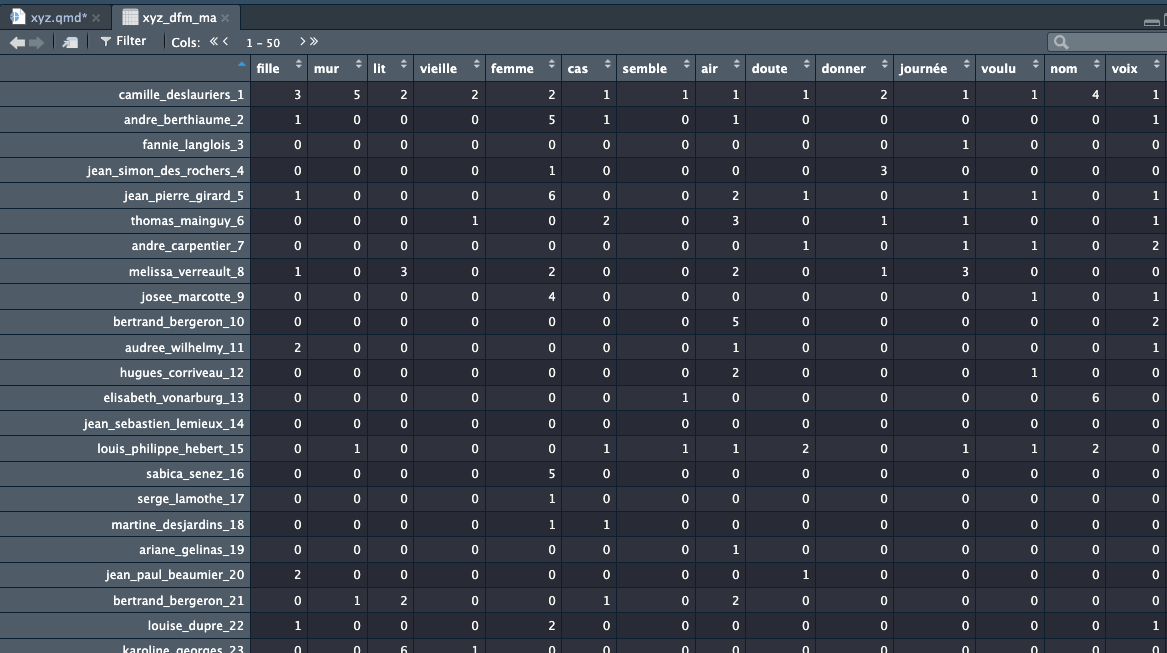 xyz.qmd* × xyz_dfm_ma ×
Filter Cols: « < 1 - 50 > »
fille mur lit vieille femme cas semble air doute donner journée voulu nom voix
camille_deslauriers_1 3 5 2 2 2 1 1 1 1 2 1 1 4 1
andre_berthiaume_2 1 0 0 0 5 1 0 1 0 0 0 0 0 1
fannie_langlois_3 0 0 0 0 0 0 0 0 0 0 1 0 0 0
jean_simon_des_rochers_4 0 0 0 0 1 0 0 0 0 3 0 0 0 0
jean_pierre_girard_5 1 0 0 0 6 0 0 2 1 0 1 1 0 1
thomas_mainguy_6 0 0 0 1 0 2 0 3 0 1 1 0 0 1
andre_carpentier_7 0 0 0 0 0 0 0 0 1 0 1 1 0 2
melissa_verreault_8 1 0 3 0 2 0 0 2 0 1 3 0 0 0
josee_marcotte_9 0 0 0 0 4 0 0 0 0 0 0 1 0 1
bertrand_bergeron_10 0 0 0 0 0 0 0 5 0 0 0 0 0 2
audree_wilhelmy_11 2 0 0 0 0 0 0 1 0 0 0 0 0 1
hugues_corriveau_12 0 0 0 0 0 0 0 2 0 0 0 1 0 0
elisabeth_vonarburg_13 0 0 0 0 0 0 1 0 0 0 0 0 6 0
jean_sebastien_lemieux_14 0 0 0 0 0 0 0 0 0 0 0 0 0 0
louis_philippe_hebert_15 0 1 0 0 0 1 1 1 2 0 1 1 2 0
sabica_senez_16 0 0 0 0 5 0 0 0 0 0 0 0 0 0
serge_lamothe_17 0 0 0 0 1 0 0 0 0 0 0 0 0 0
martine_desjardins_18 0 0 0 0 1 1 0 0 0 0 0 0 0 0
ariane_gelinas_19 0 0 0 0 0 0 0 1 0 0 0 0 0 0
jean_paul_beaumier_20 2 0 0 0 0 0 0 0 1 0 0 0 0 0
bertrand_bergeron_21 0 1 2 0 0 1 0 2 0 0 0 0 0 0
louise_dupre_22 1 0 0 0 2 0 0 0 0 0 0 0 0 1
karoline_georges_23 0 0 6 1 0 0 0 0 0 0 0 0 0 0